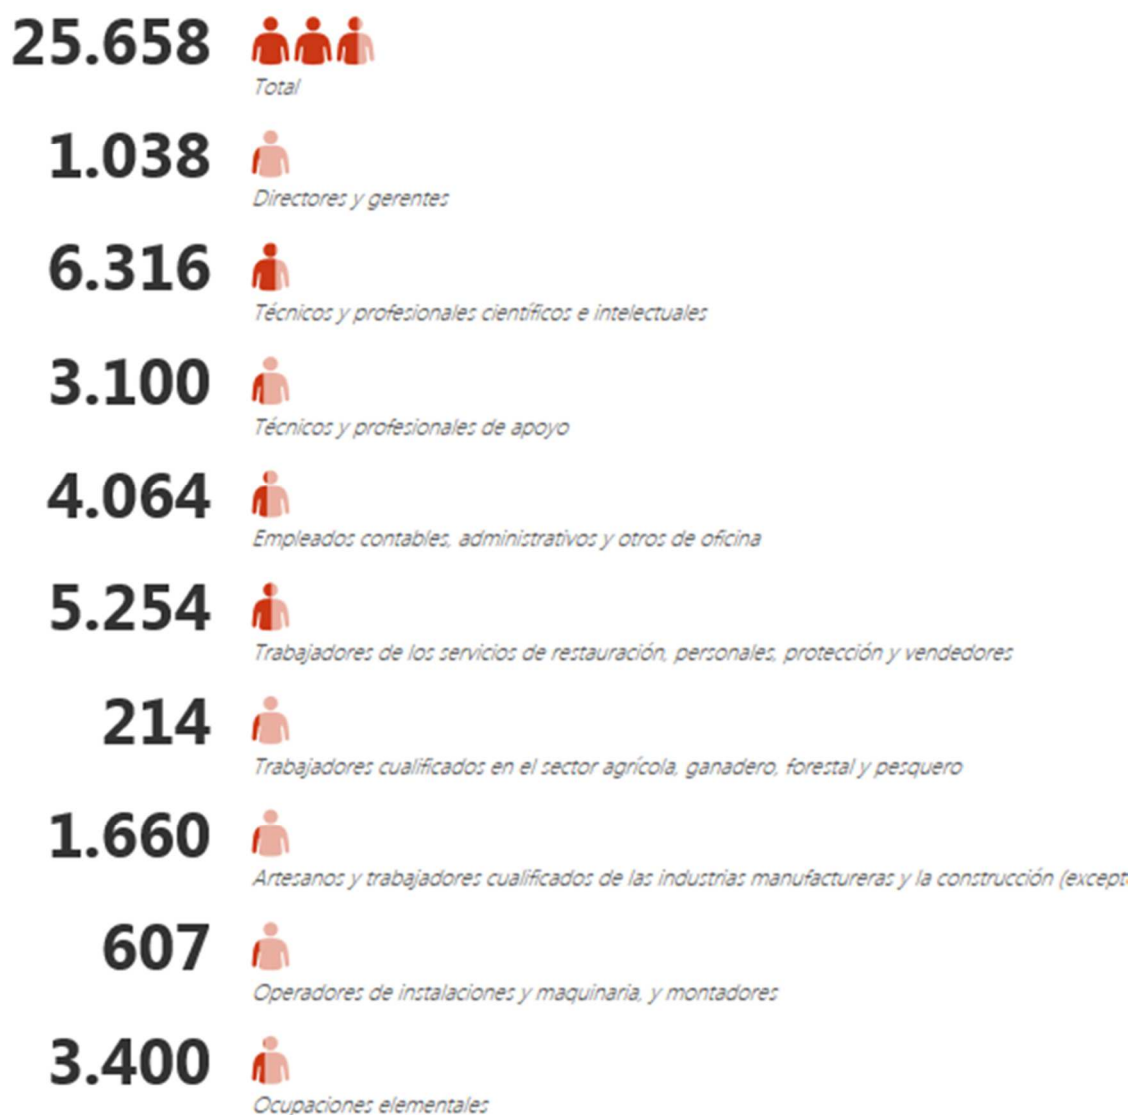 25.658
Total
1.038
Directores y gerentes
6.316
Técnicos y profesionales científicos e intelectuales
3.100
Técnicos y profesionales de apoyo
4.064
Empleados contables, administrativos y otros de oficina
5.254
Trabajadores de los servicios de restauración, personales, protección y vendedores
214
Trabajadores cualificados en el sector agrícola, ganadero, forestal y pesquero
1.660
Artesanos y trabajadores cualificados de las industrias manufactureras y la construcción (except
607
Operadores de instalaciones y maquinaria, y montadores
3.400
Ocupaciones elementales